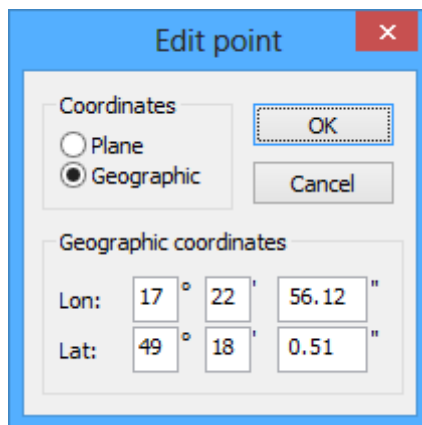 Edit point
Coordinates
Plane
Geographic
OK
Cancel
Geographic coordinates
Lon: 17 ° 22 ' 56.12 "
Lat: 49 ° 18 ' 0.51 "